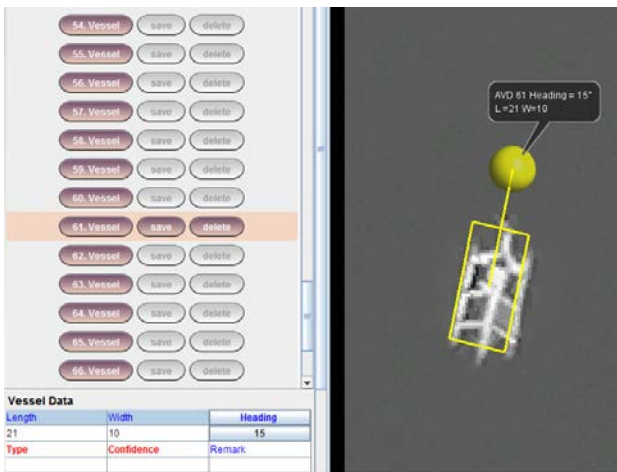 54. Vessel save delete
55. Vessel save delete
56. Vessel save delete
57. Vessel save delete
58. Vessel save delete
59. Vessel save delete
60. Vessel save delete
61. Vessel save delete
62. Vessel save delete
63. Vessel save delete
64. Vessel save delete
65. Vessel save delete
66. Vessel save delete
Vessel Data
Length Width Heading
21 10 15
Type Confidence Remark
AVD 61 Heading = 15°
L =21 W=10